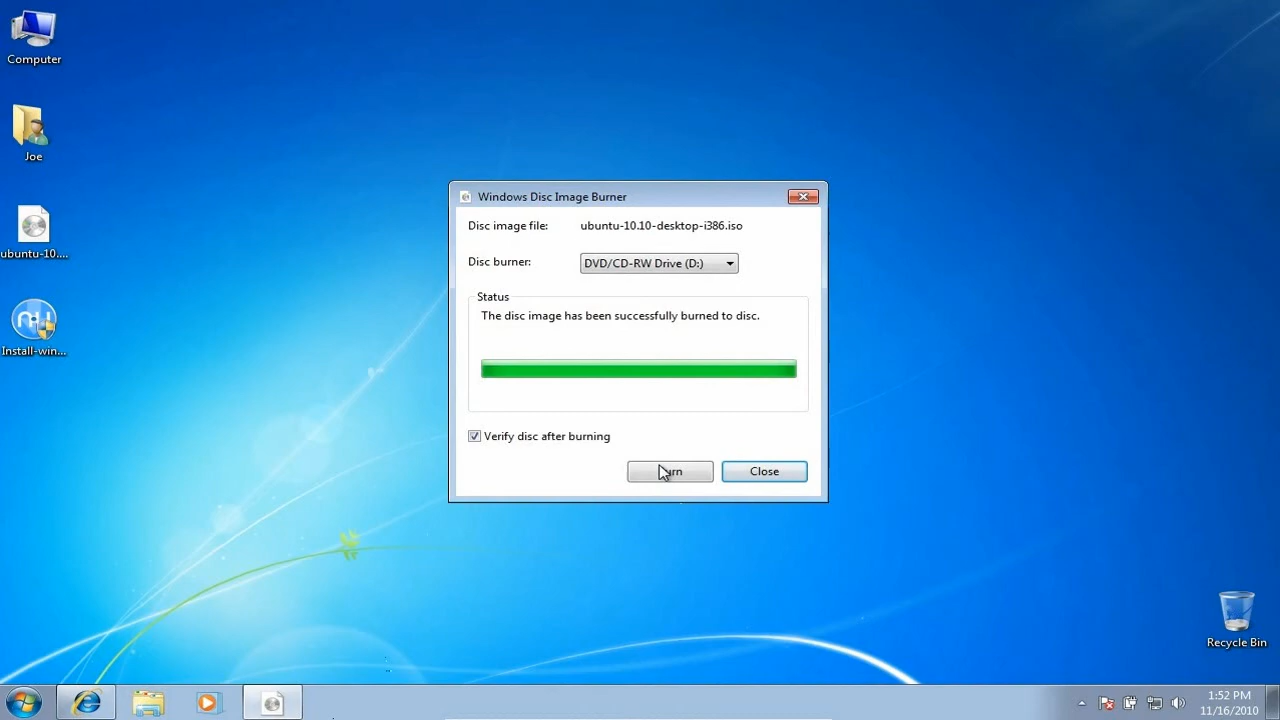 Computer
Joe
ubuntu-10....
Install-win...
Windows Disc Image Burner
Disc image file: ubuntu-10.10-desktop-i386.iso
Disc burner: DVD/CD-RW Drive (D:)
Status
The disc image has been successfully burned to disc.
Verify disc after burning
Close
Recycle Bin
1:52 PM
11/16/2010